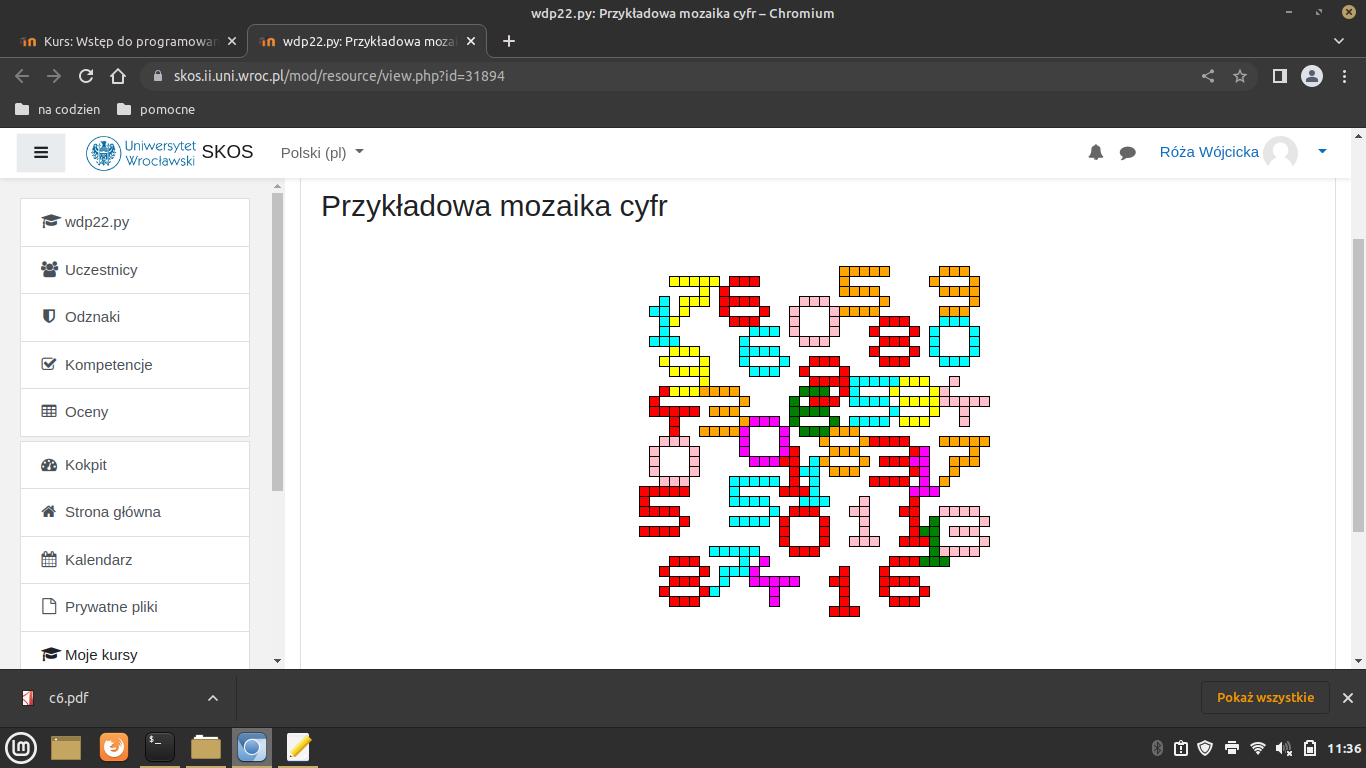 wdp22.py: Przykładowa mozaika cyfr – Chromium
Kurs: Wstęp do programowan
wdp22.py: Przykładowa moza
skos.ii.uni.wroc.pl/mod/resource/view.php?id=31894
na codzien
pomocne
Uniwersytet
Wrocławski
SKOS
Polski (pl)
Róża Wójcicka
wdp22.py
Uczestnicy
Odznaki
Kompetencje
Oceny
Kokpit
Strona główna
Kalendarz
Prywatne pliki
Moje kursy
Przykładowa mozaika cyfr
c6.pdf
Pokaż wszystkie
11:36